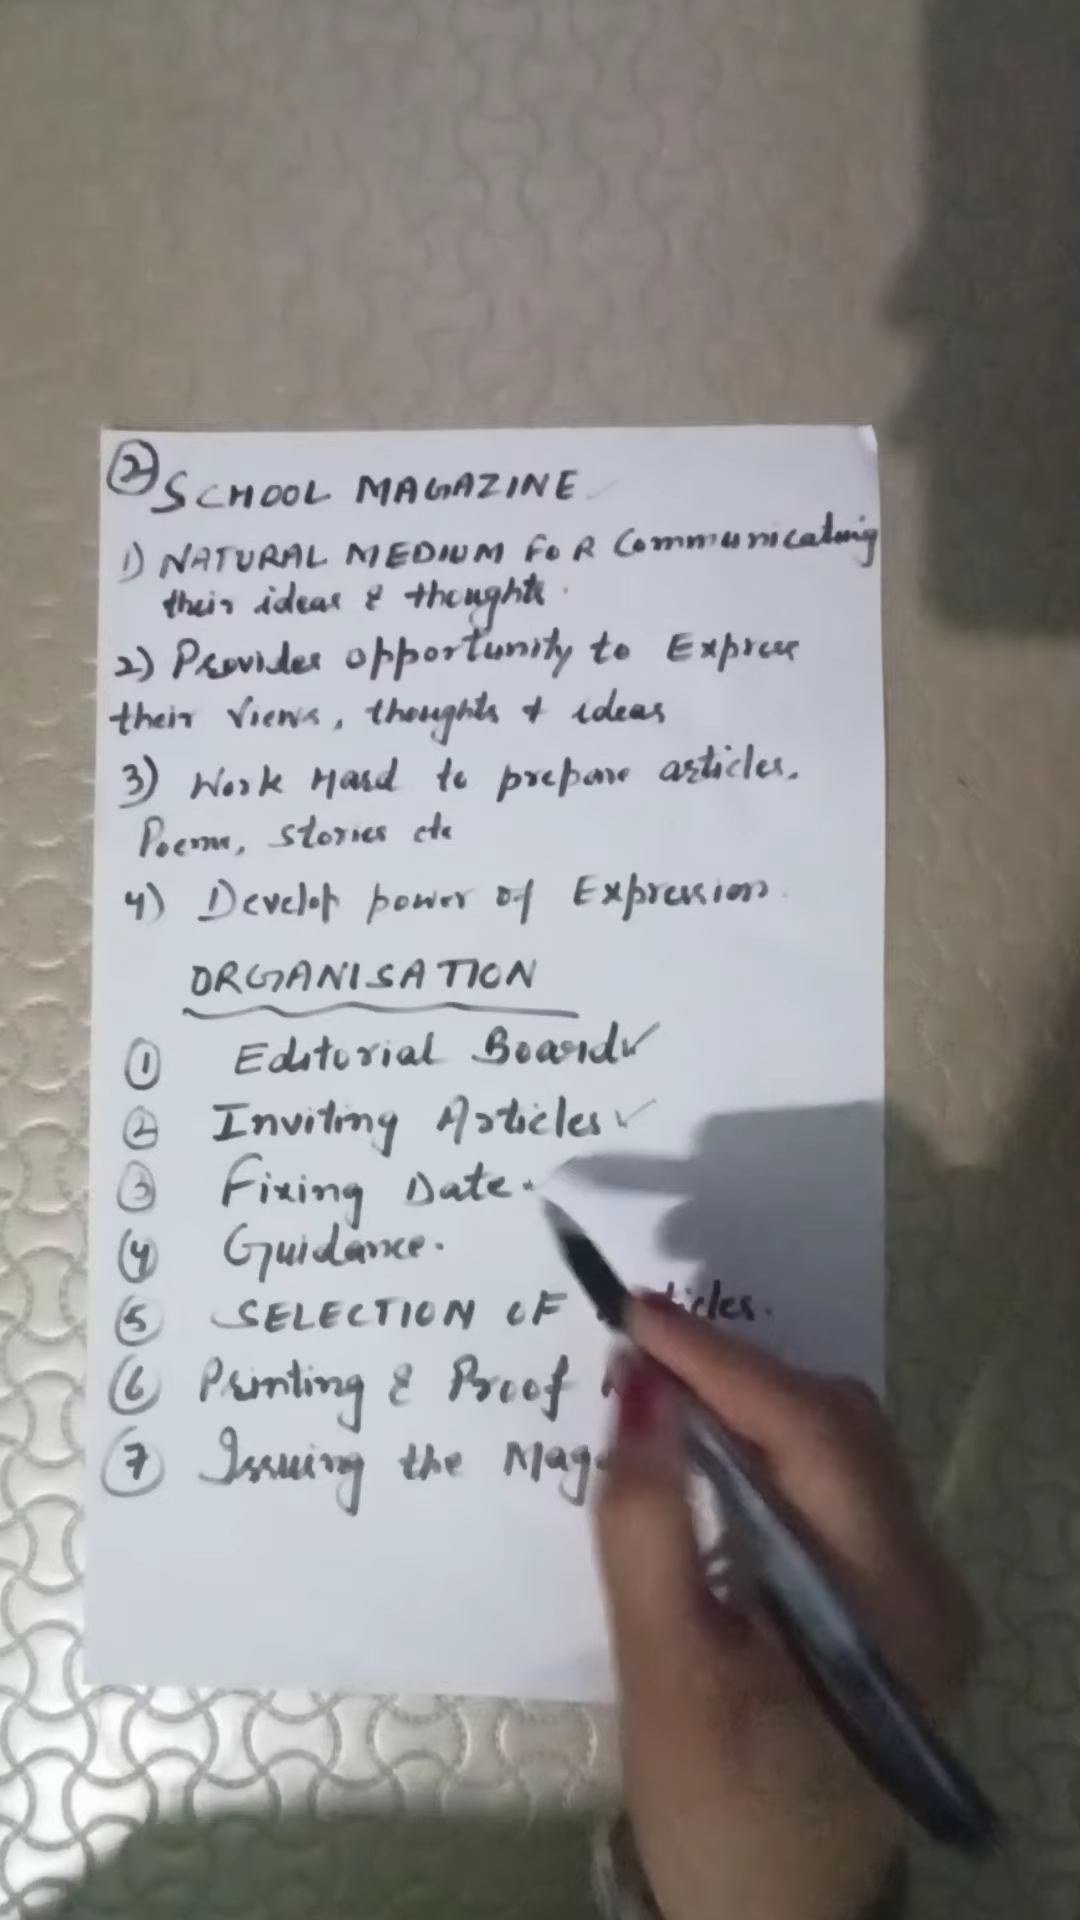 2 SCHOOL MAGAZINE
1) NATURAL MEDIUM FOR Communicating
their ideas & thoughts.
2) Provides opportunity to Express
their views, thoughts & ideas
3) Work Hard to prepare articles,
Poems, stories etc
4) Develop power of Expression.
ORGANISATION
1 Editorial Board ✓
2 Inviting Articles ✓
3 Fixing Date.
4 Guidance.
5 SELECTION OF
6 Printing & Proof
7 Issuing the